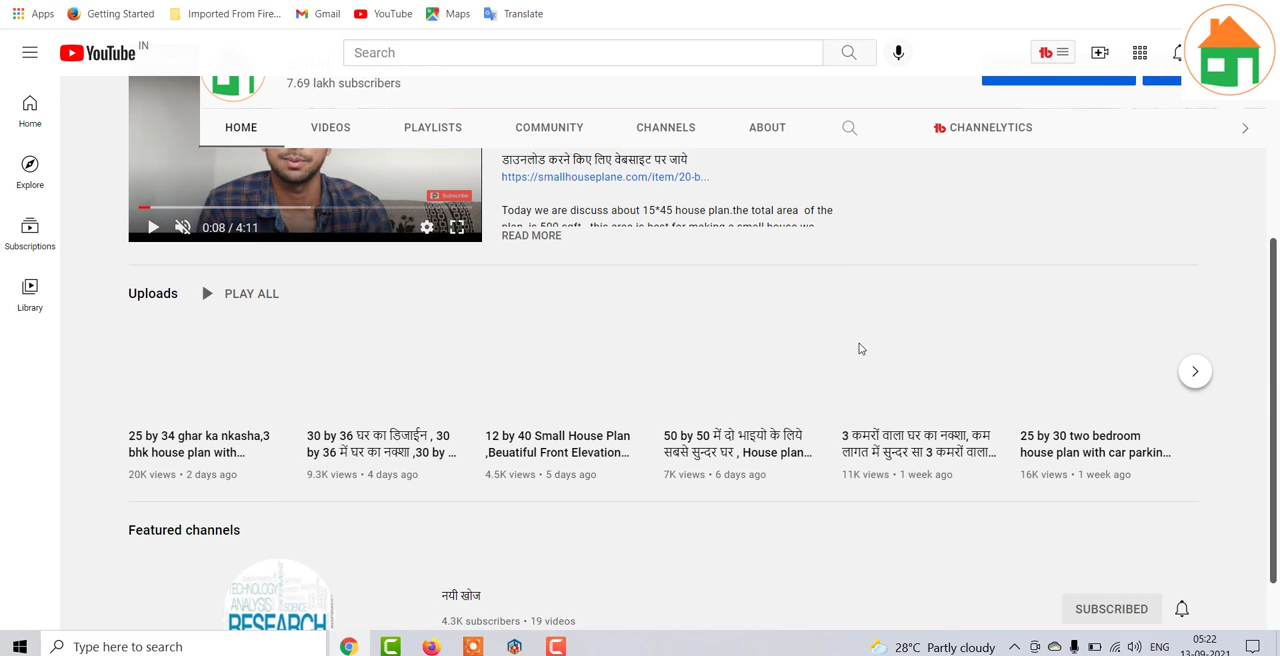 Apps Getting Started Imported From Fire... Gmail YouTube Maps Translate
YouTube IN Search
7.69 lakh subscribers
HOME VIDEOS PLAYLISTS COMMUNITY CHANNELS ABOUT CHANNELYTICS
Home
Explore
Subscriptions
Library
डाउनलोड करने किए लिए वेबसाइट पर जाये
https://smallhouseplane.com/item/20-b...
Today we are discuss about 15*45 house plan.the total area of the
READ MORE
Subscribe
0:08 / 4:11
Uploads PLAY ALL
25 by 34 ghar ka nkasha,3
bhk house plan with...
20K views • 2 days ago
30 by 36 घर का डिजाईन , 30
by 36 में घर का नक्शा ,30 by ...
9.3K views • 4 days ago
12 by 40 Small House Plan
,Beuatiful Front Elevation...
4.5K views • 5 days ago
50 by 50 में दो भाइयो के लिये
सबसे सुन्दर घर , House plan...
7K views • 6 days ago
3 कमरों वाला घर का नक्शा, कम
लागत में सुन्दर सा 3 कमरों वाला...
11K views • 1 week ago
25 by 30 two bedroom
house plan with car parkin...
16K views • 1 week ago
Featured channels
TECHNOLOGY
ANALYSIS
RESEARCH
नयी खोज
4.3K subscribers • 19 videos
SUBSCRIBED
Type here to search
28°C Partly cloudy ENG 05:22
13-09-2021